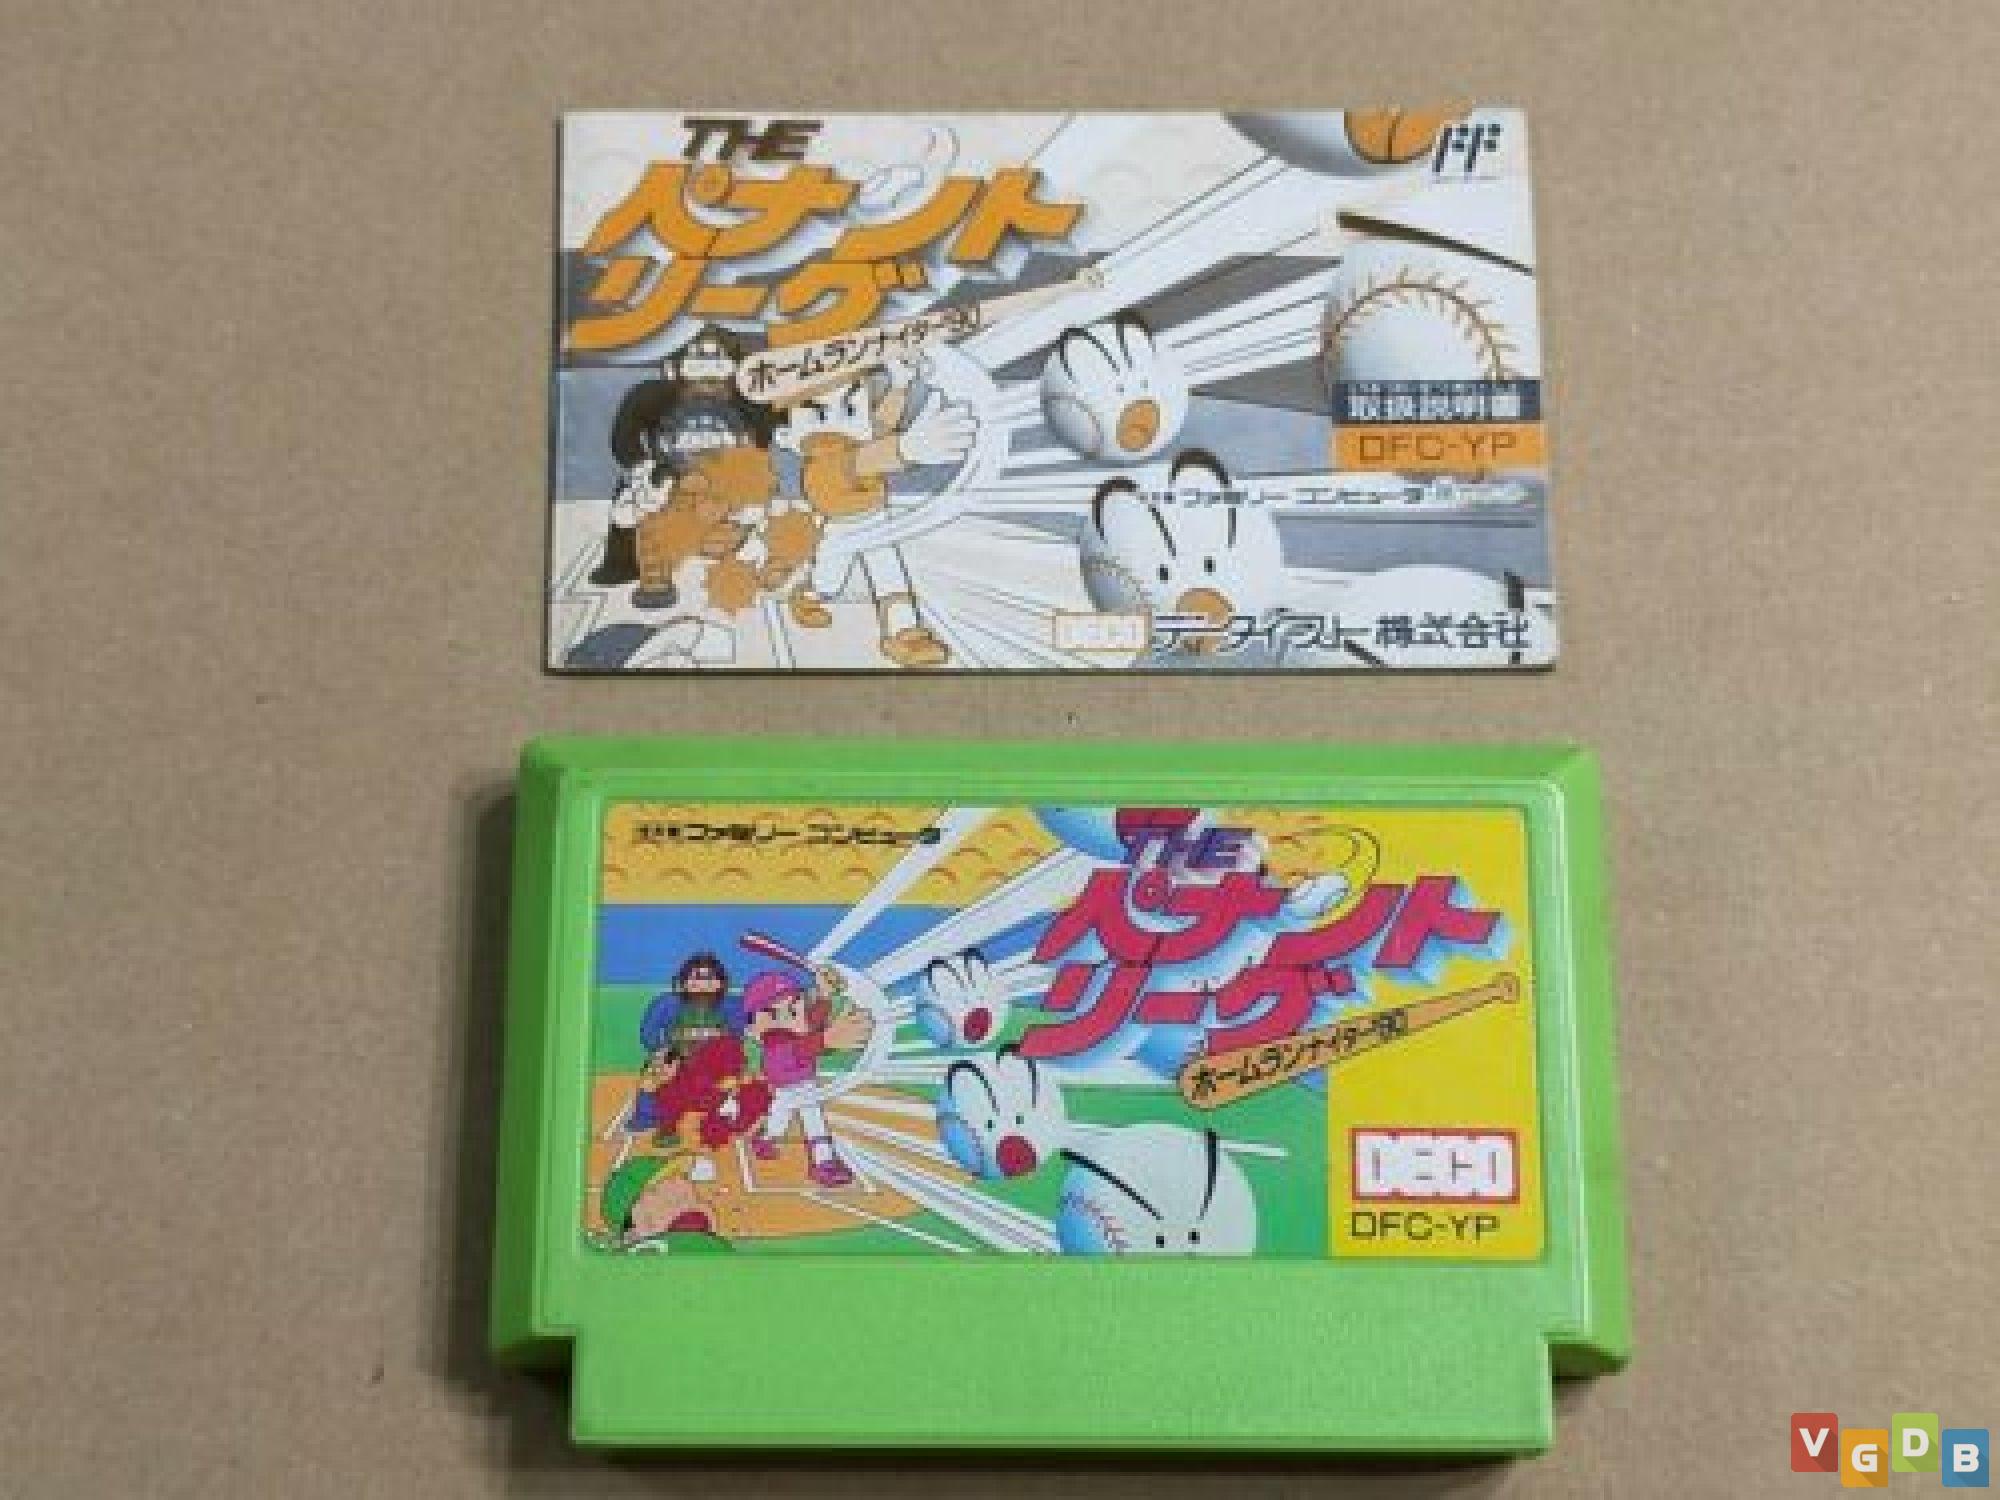 THE
ペナント
リーグ
ホームランナイター'90
取扱説明書
DFC-YP
ファミリー コンピュータ
DECO データイースト株式会社
ファミリー コンピュータ
THE
ペナント
リーグ
ホームランナイター'90
DECO
DFC-YP
VGDB